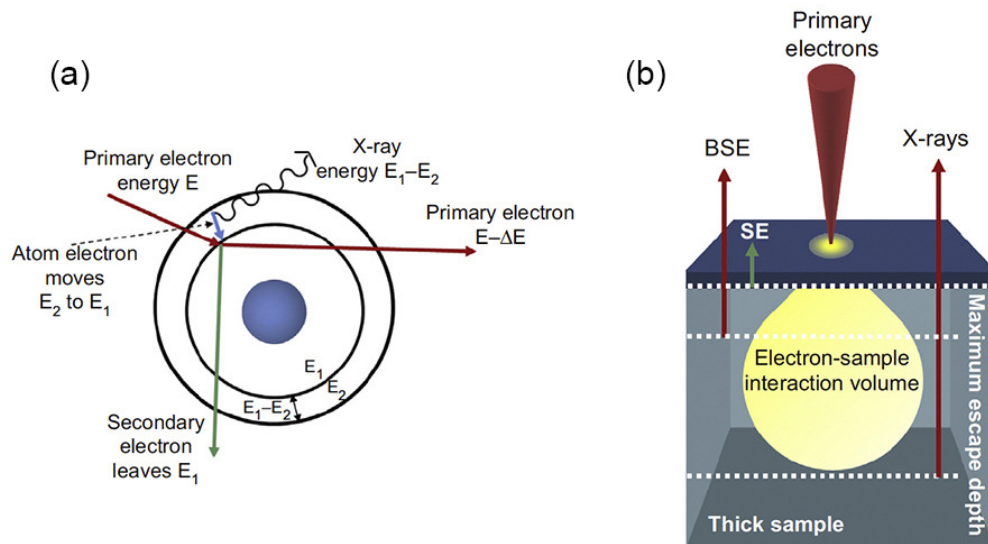 (a)
X-ray
energy E₁–E₂
Primary electron
energy E
Primary electron
E–ΔE
Atom electron
moves
E₂ to E₁
E₁
E₂
E₁–E₂
Secondary
electron
leaves E₁
(b)
Primary
electrons
BSE
X-rays
SE
Electron-sample
interaction volume
Maximum escape depth
Thick sample